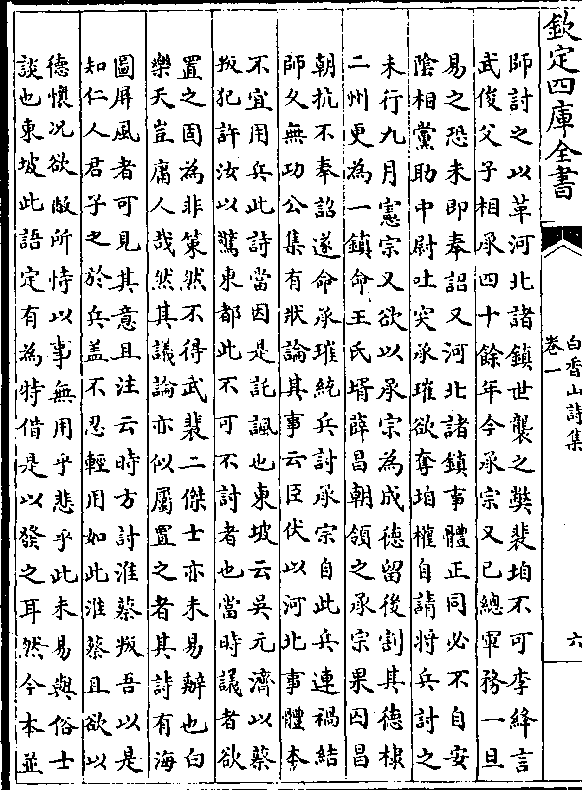 欽定四庫全書
白香山詩集
卷一
六
師討之以革河北諸鎮世襲之獘裴垍不可李絳言
武俊父子相承四十餘年今承宗又已總軍務一旦
易之恐未即奉詔又河北諸鎮事體正同必不自安
陰相黨助中尉吐突承璀欲奪垍權自請將兵討之
未行九月憲宗又欲以承宗為成德留後割其德棣
二州更為一鎮命王氏壻薛昌朝領之承宗果囚昌
朝抗不奉詔遂命承璀統兵討承宗自此兵連禍結
師久無功公集有狀論其事云臣伏以河北事體本
不宜用兵此詩當因是託諷也東坡云吳元濟以蔡
叛犯許汝以驚東都此不可不討者也當時議者欲
置之固為非策然不得武裴二傑士亦未易辦也白
樂天豈庸人哉然其議論亦似屬置之者其詩有海
圖屏風者可見其意且注云時方討淮蔡叛吾以是
知仁人君子之於兵盖不忍輕用如此淮蔡且欲以
德懷况欲敝所恃以事無用乎悲乎此未易與俗士
談也東坡此語定有為特借是以發之耳然今本並